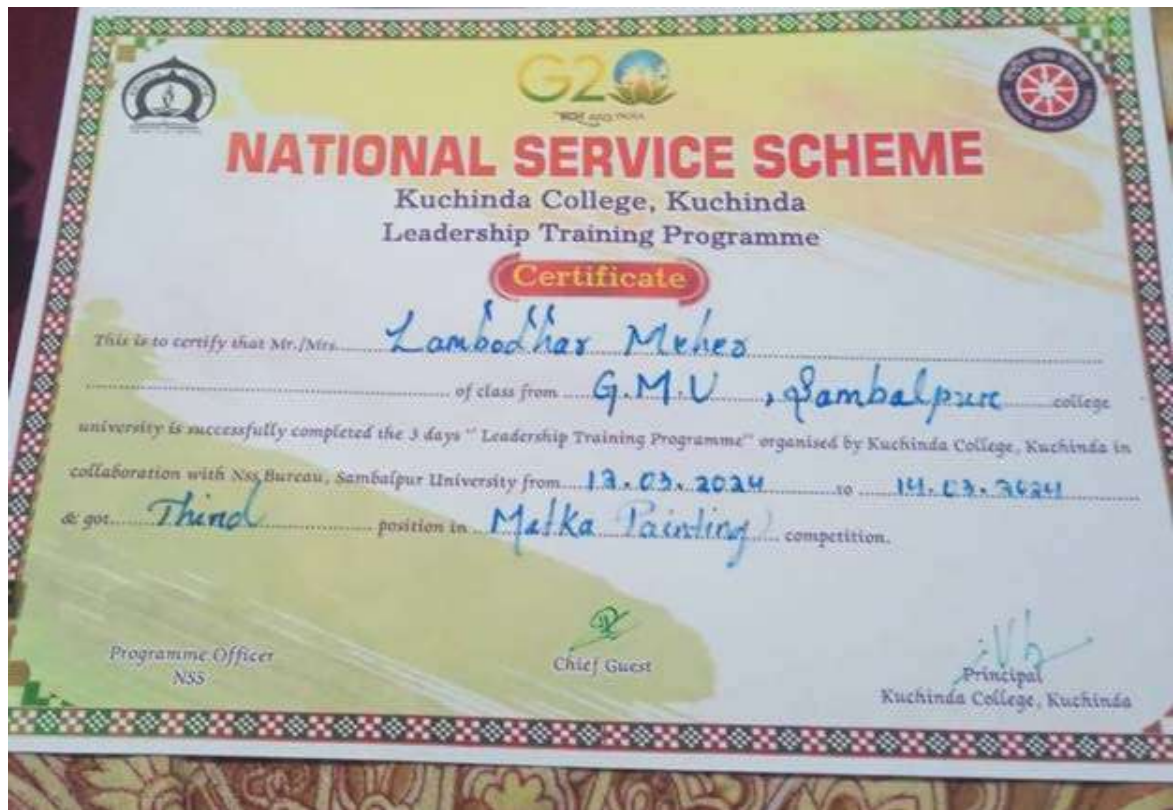 G20
NATIONAL SERVICE SCHEME
Kuchinda College, Kuchinda
Leadership Training Programme
Certificate
This is to certify that Mr./Mrs. Lambodhar Meher
of class from G.M.U , Sambalpur college
university is successfully completed the 3 days " Leadership Training Programme" organised by Kuchinda College, Kuchinda in
collaboration with Nss Bureau, Sambalpur University from 12.03.2024 to 14.03.2024
& got Third position in Matka Painting competition.
Programme Officer
NSS
Chief Guest
Principal
Kuchinda College, Kuchinda